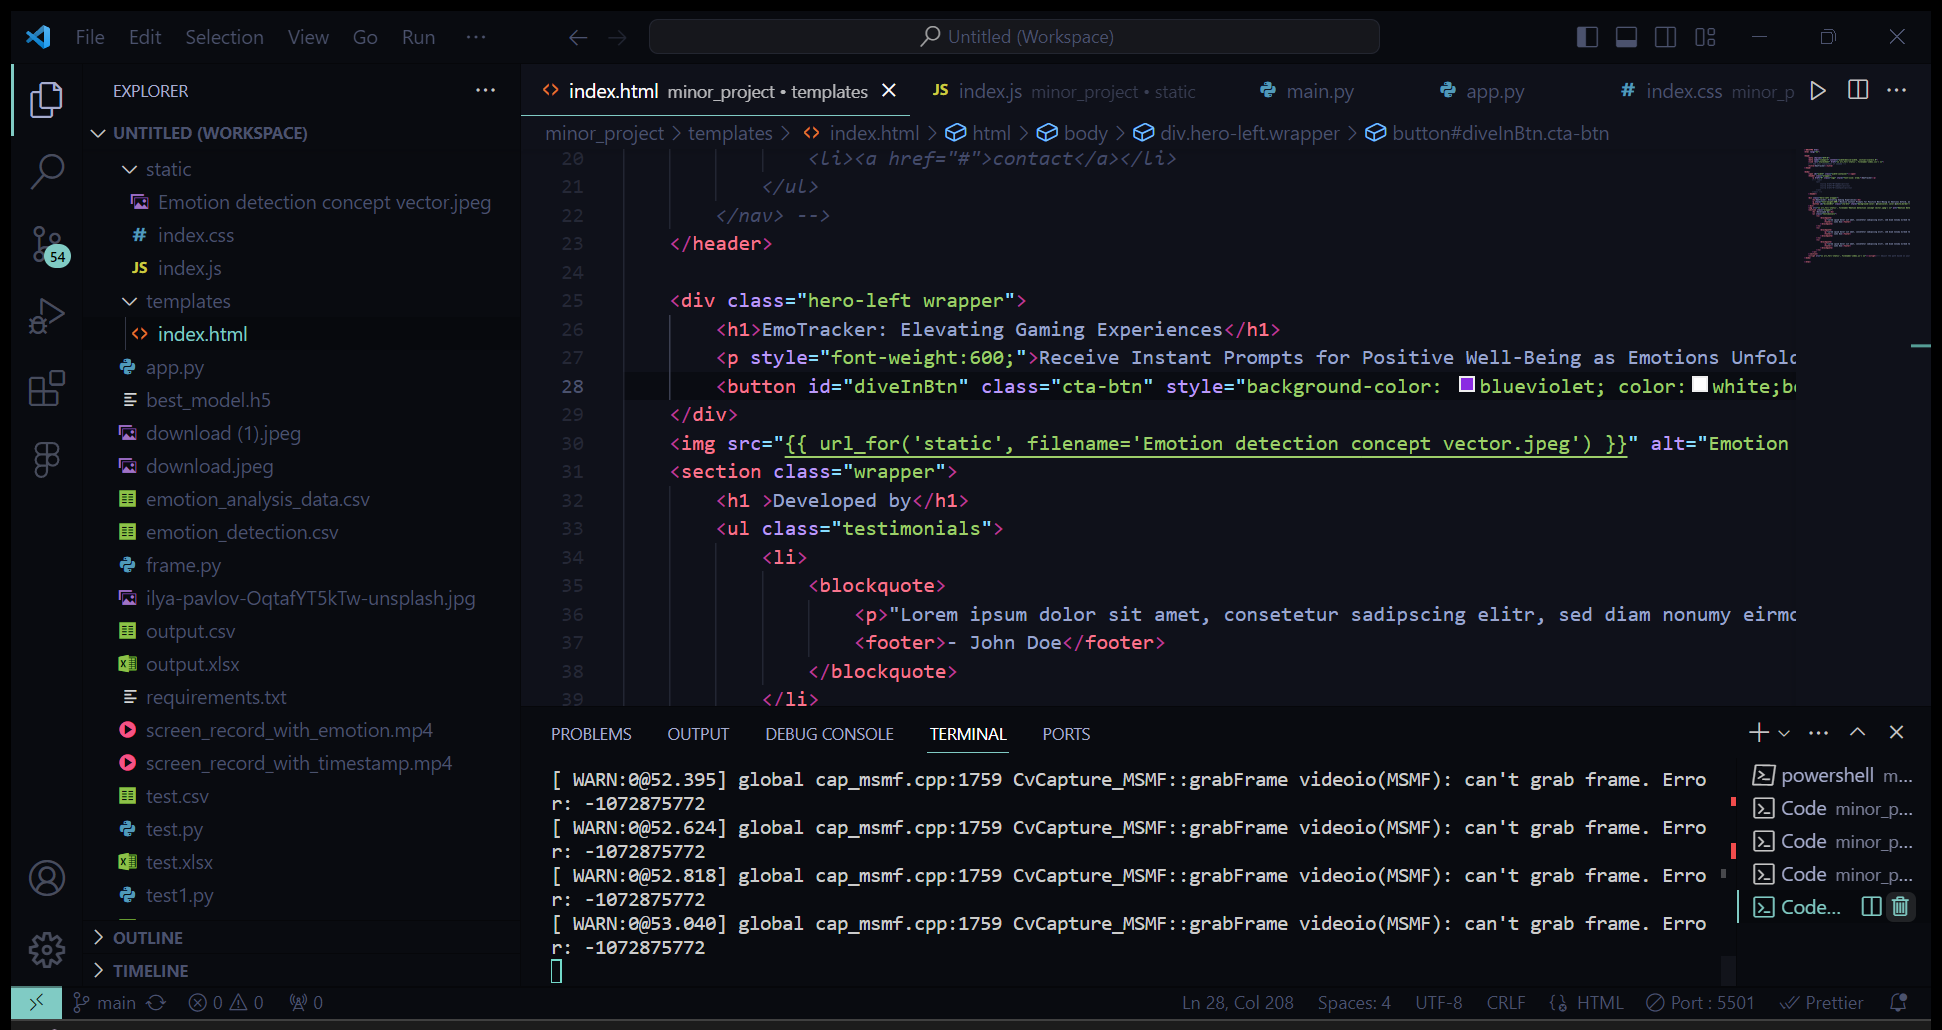 File Edit Selection View Go Run ···
Untitled (Workspace)
EXPLORER
UNTITLED (WORKSPACE)
static
Emotion detection concept vector.jpeg
# index.css
JS index.js
templates
<> index.html
app.py
best_model.h5
download (1).jpeg
download.jpeg
emotion_analysis_data.csv
emotion_detection.csv
frame.py
ilya-pavlov-OqtafYT5kTw-unsplash.jpg
output.csv
output.xlsx
requirements.txt
screen_record_with_emotion.mp4
screen_record_with_timestamp.mp4
test.csv
test.py
test.xlsx
test1.py
OUTLINE
TIMELINE
54
<> index.html minor_project • templates
JS index.js minor_project • static
main.py
app.py
# index.css minor_p
minor_project > templates > <> index.html > html > body > div.hero-left.wrapper > button#diveInBtn.cta-btn
20 <li><a href="#">contact</a></li>
21 </ul>
22 </nav> -->
23 </header>
24
25 <div class="hero-left wrapper">
26 <h1>EmoTracker: Elevating Gaming Experiences</h1>
27 <p style="font-weight:600;">Receive Instant Prompts for Positive Well-Being as Emotions Unfol
28 <button id="diveInBtn" class="cta-btn" style="background-color: blueviolet; color: white;b
29 </div>
30 <img src="{{ url_for('static', filename='Emotion detection concept vector.jpeg') }}" alt="Emotion
31 <section class="wrapper">
32 <h1 >Developed by</h1>
33 <ul class="testimonials">
34 <li>
35 <blockquote>
36 <p>"Lorem ipsum dolor sit amet, consetetur sadipscing elitr, sed diam nonumy eirmo
37 <footer>- John Doe</footer>
38 </blockquote>
39 </li>
PROBLEMS OUTPUT DEBUG CONSOLE TERMINAL PORTS
[ WARN:0@52.395] global cap_msmf.cpp:1759 CvCapture_MSMF::grabFrame videoio(MSMF): can't grab frame. Erro
r: -1072875772
[ WARN:0@52.624] global cap_msmf.cpp:1759 CvCapture_MSMF::grabFrame videoio(MSMF): can't grab frame. Erro
r: -1072875772
[ WARN:0@52.818] global cap_msmf.cpp:1759 CvCapture_MSMF::grabFrame videoio(MSMF): can't grab frame. Erro
r: -1072875772
[ WARN:0@53.040] global cap_msmf.cpp:1759 CvCapture_MSMF::grabFrame videoio(MSMF): can't grab frame. Erro
r: -1072875772
powershell m...
Code minor_p...
Code minor_p...
Code minor_p...
Code...
main 0 0 0
Ln 28, Col 208 Spaces: 4 UTF-8 CRLF HTML Port : 5501 Prettier